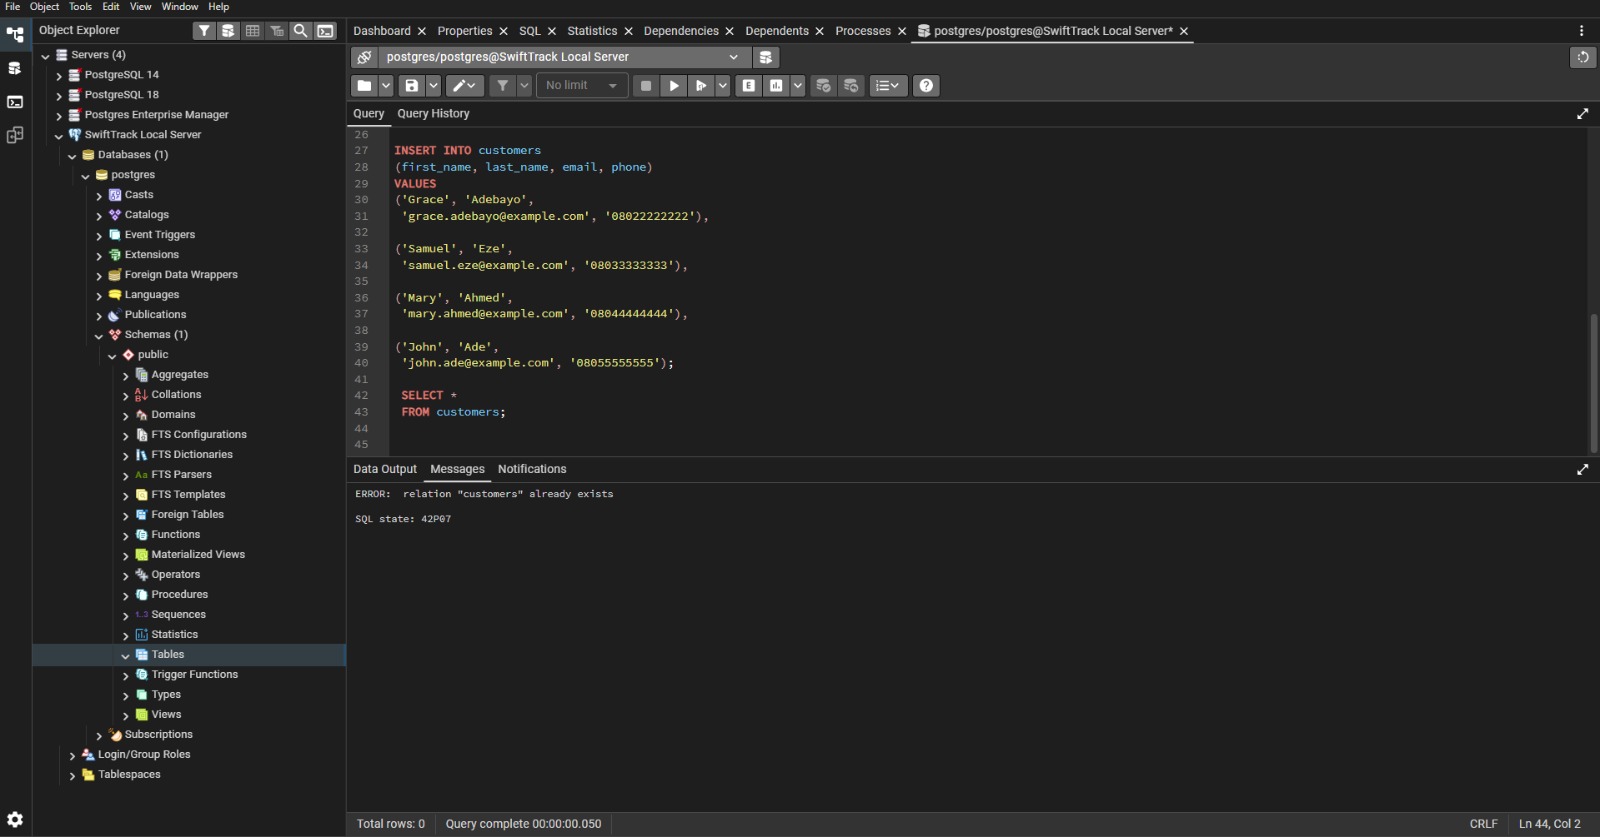 File Object Tools Edit View Window Help
Object Explorer
Servers (4)
PostgreSQL 14
PostgreSQL 18
Postgres Enterprise Manager
SwiftTrack Local Server
Databases (1)
postgres
Casts
Catalogs
Event Triggers
Extensions
Foreign Data Wrappers
Languages
Publications
Schemas (1)
public
Aggregates
Collations
Domains
FTS Configurations
FTS Dictionaries
Aa FTS Parsers
FTS Templates
Foreign Tables
Functions
Materialized Views
Operators
Procedures
1..3 Sequences
Statistics
Tables
Trigger Functions
Types
Views
Subscriptions
Login/Group Roles
Tablespaces
Dashboard Properties SQL Statistics Dependencies Dependents Processes postgres/postgres@SwiftTrack Local Server*
postgres/postgres@SwiftTrack Local Server
No limit E
Query Query History
26
27 INSERT INTO customers
28 (first_name, last_name, email, phone)
29 VALUES
30 ('Grace', 'Adebayo',
31 'grace.adebayo@example.com', '08022222222'),
32
33 ('Samuel', 'Eze',
34 'samuel.eze@example.com', '08033333333'),
35
36 ('Mary', 'Ahmed',
37 'mary.ahmed@example.com', '08044444444'),
38
39 ('John', 'Ade',
40 'john.ade@example.com', '08055555555');
41
42 SELECT *
43 FROM customers;
44
45
Data Output Messages Notifications
ERROR: relation "customers" already exists
SQL state: 42P07
Total rows: 0 Query complete 00:00:00.050 CRLF Ln 44, Col 2